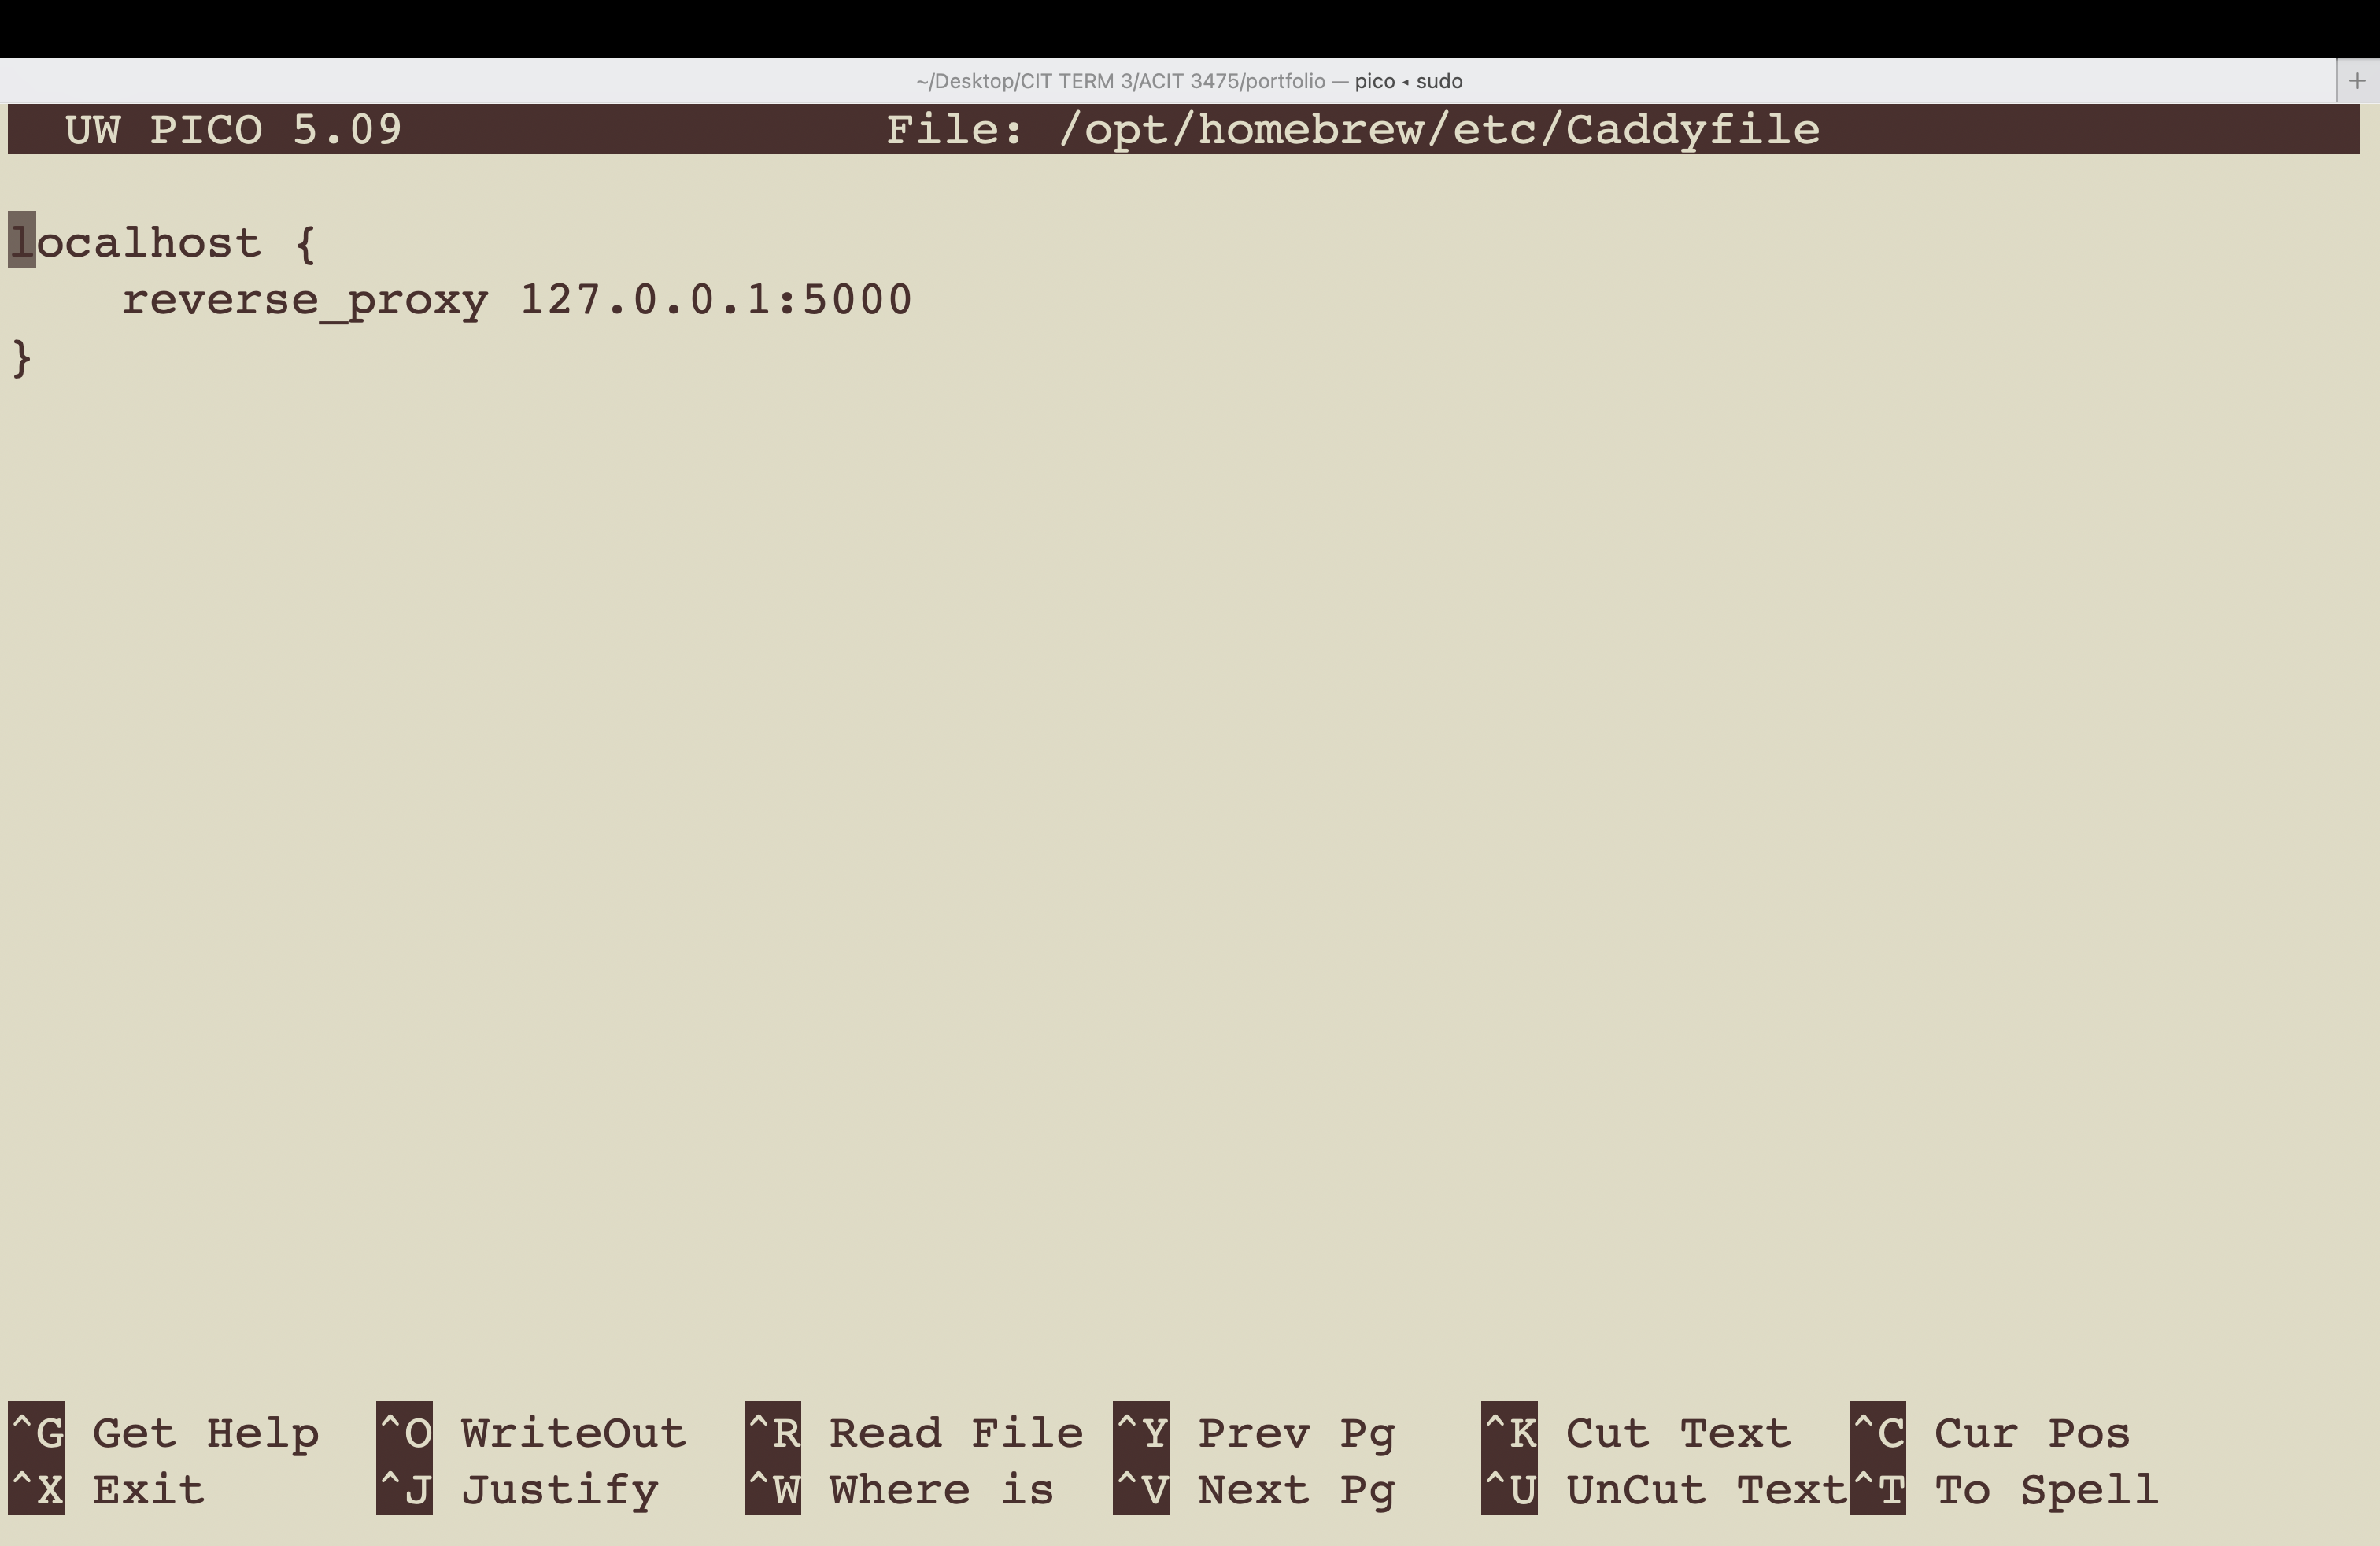 ~/Desktop/CIT TERM 3/ACIT 3475/portfolio — pico ◂ sudo +
UW PICO 5.09 File: /opt/homebrew/etc/Caddyfile
localhost {
    reverse_proxy 127.0.0.1:5000
}
^G Get Help ^O WriteOut ^R Read File ^Y Prev Pg ^K Cut Text ^C Cur Pos
^X Exit ^J Justify ^W Where is ^V Next Pg ^U UnCut Text ^T To Spell